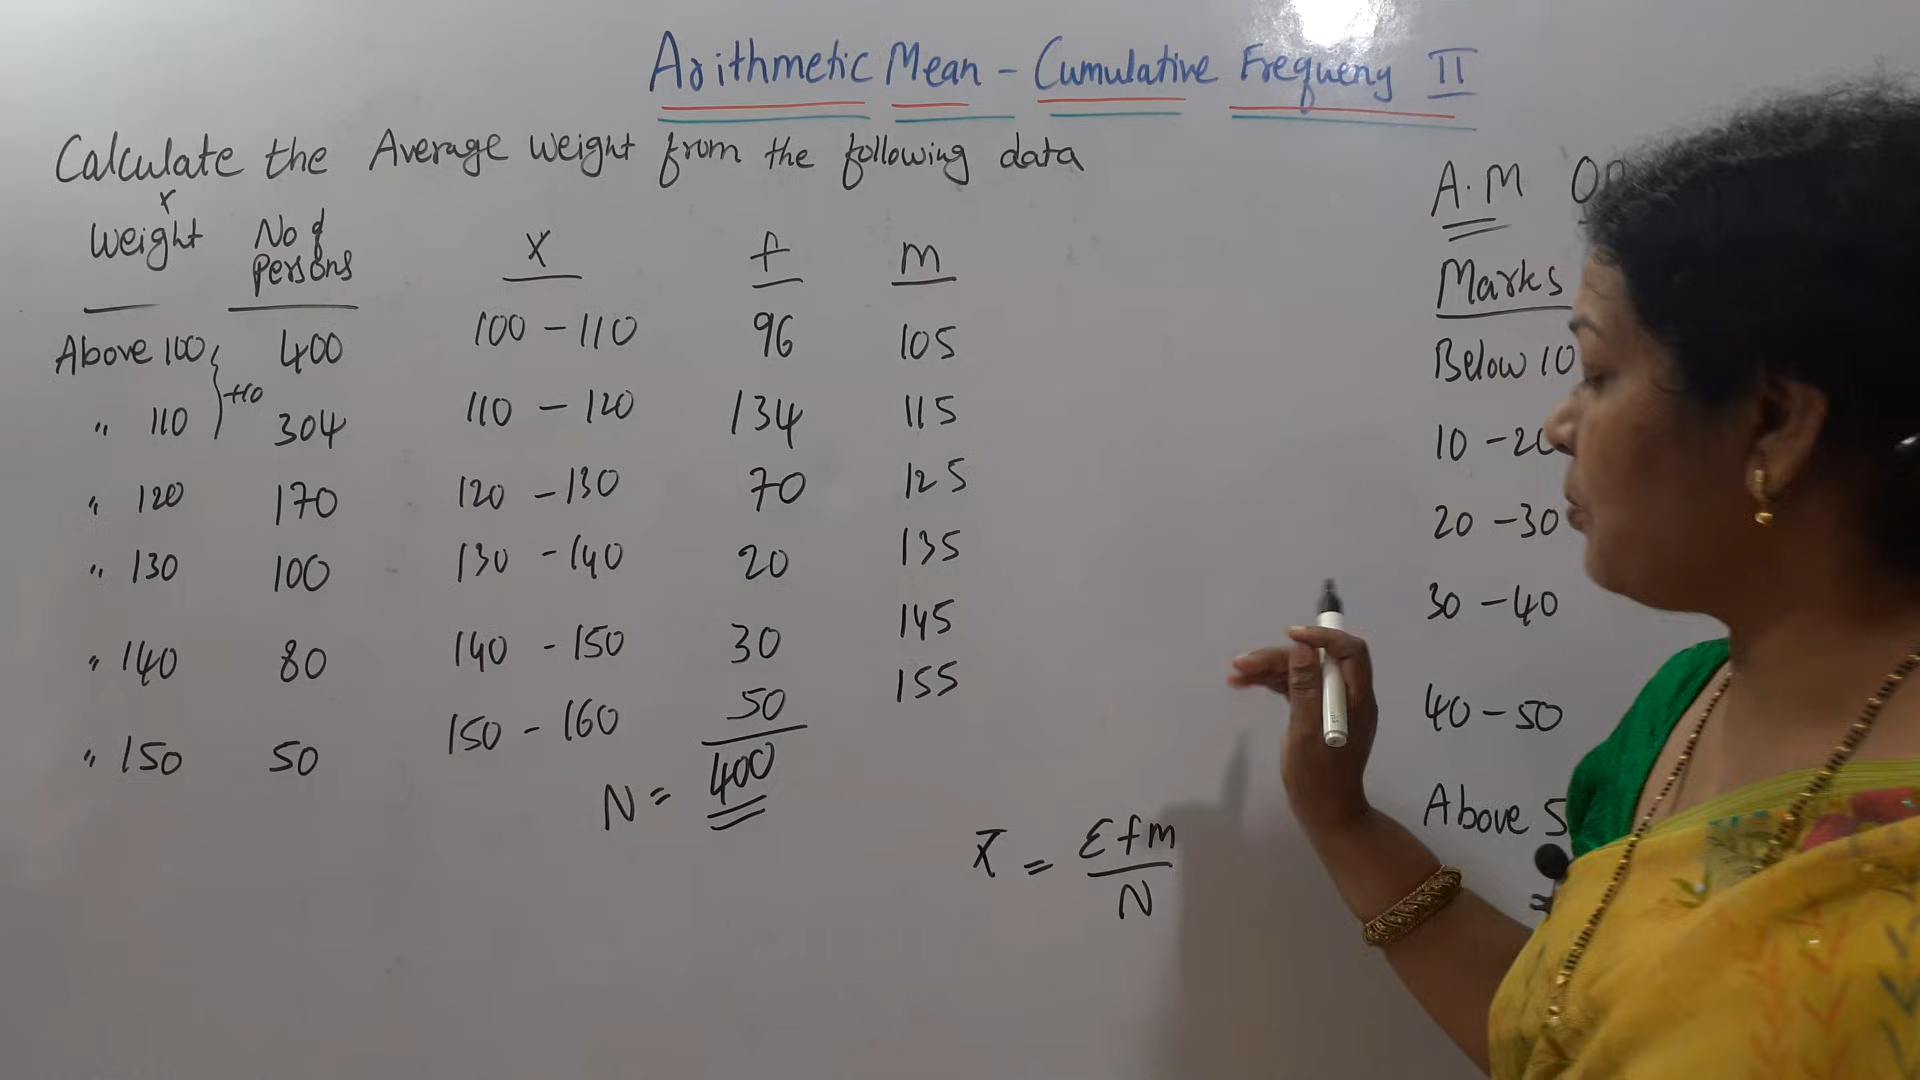 Arithmetic Mean - Cumulative Frequeny II
Calculate the Average weight from the following data
x
Weight No of Persons X f m
Above 100 400 100 - 110 96 105
+10
" 110 304 110 - 120 134 115
" 120 170 120 - 130 70 125
" 130 100 130 - 140 20 135
" 140 80 140 - 150 30 145
" 150 50 150 - 160 50 155
N = 400
X̄ = Σfm / N
A.M
Marks
Below 10
10 - 20
20 - 30
30 - 40
40 - 50
Above 5